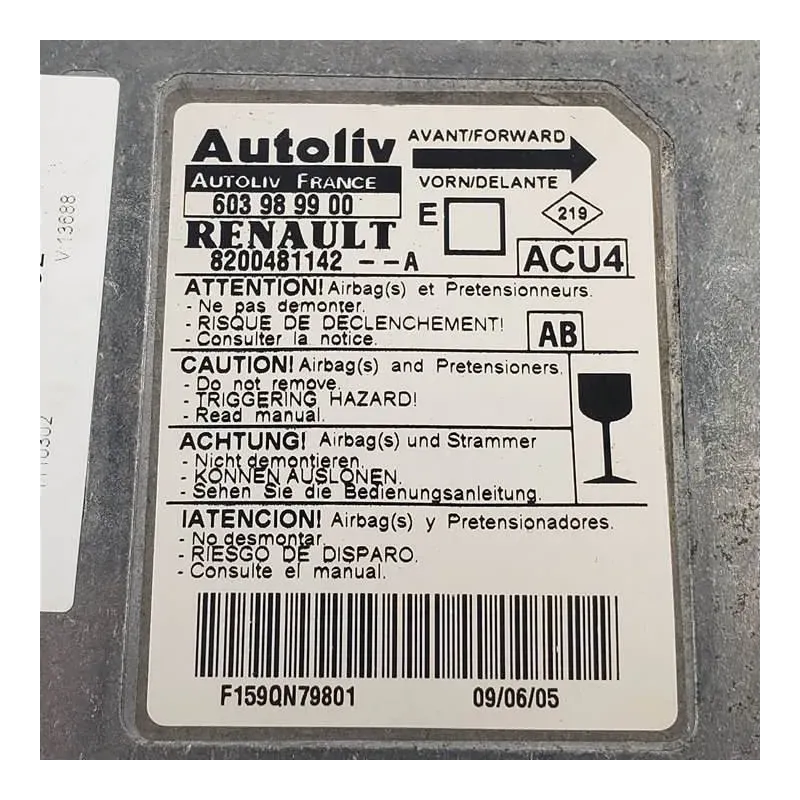 Autoliv
AUTOLIV FRANCE
603 98 99 00
AVANT/FORWARD
VORN/DELANTE
E
219
RENAULT
8200481142 --A
ACU4
ATTENTION! Airbag(s) et Pretensionneurs.
- Ne pas demonter.
- RISQUE DE DECLENCHEMENT!
- Consulter la notice.
AB
CAUTION! Airbag(s) and Pretensioners.
- Do not remove.
- TRIGGERING HAZARD!
- Read manual.
ACHTUNG! Airbag(s) und Strammer
- Nicht demontieren.
- KONNEN AUSLONEN.
- Sehen Sie die Bedienungsanleitung.
IATENCION! Airbag(s) y Pretensionadores.
- No desmontar.
- RIESGO DE DISPARO.
- Consulte el manual.
F159QN79801 09/06/05
V.13688